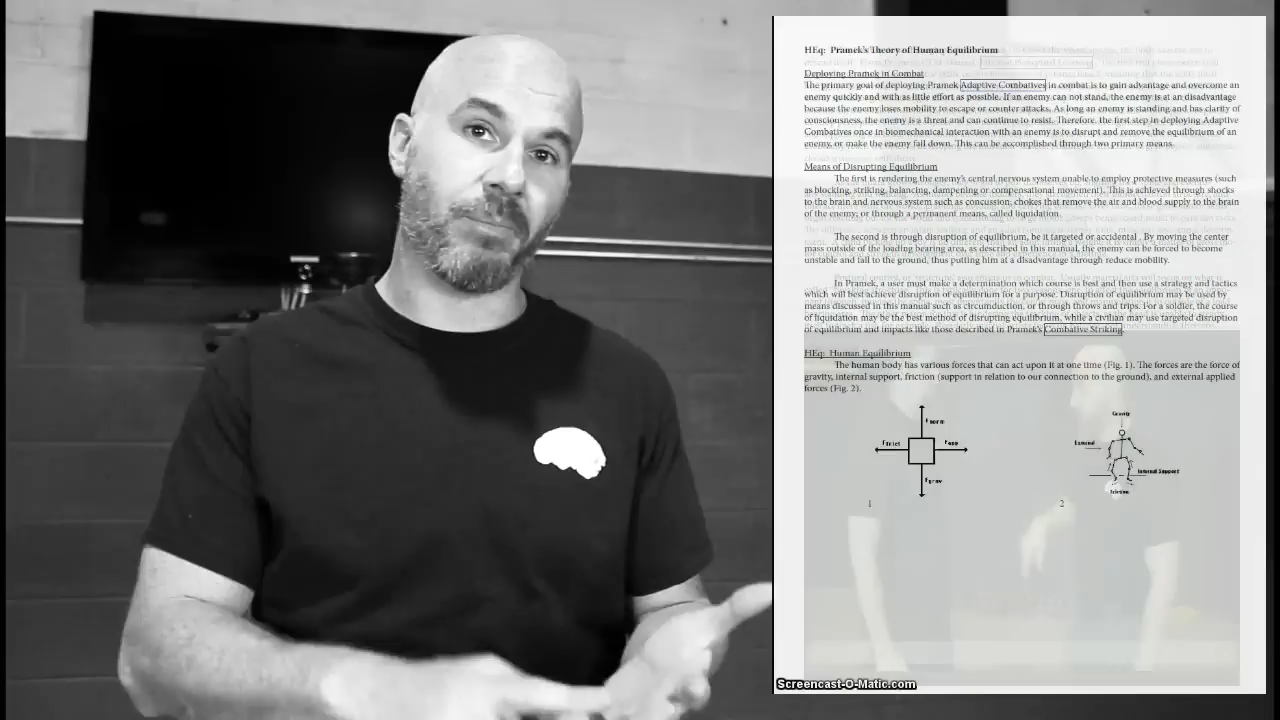 HEq: Pramek's Theory of Human Equilibrium
Deploying Pramek in Combat
The primary goal of deploying Pramek Adaptive Combatives in combat is to gain advantage and overcome an
enemy quickly and with as little effort as possible. If an enemy can not stand, the enemy is at an disadvantage
because the enemy loses mobility to escape or counter attacks. As long an enemy is standing and has clarity of
consciousness, the enemy is a threat and can continue to resist. Therefore, the first step in deploying Adaptive
Combatives once in biomechanical interaction with an enemy is to disrupt and remove the equilibrium of an
enemy, or make the enemy fall down. This can be accomplished through two primary means.
Means of Disrupting Equilibrium
The first is rendering the enemy's central nervous system unable to employ protective measures (such
as blocking, striking, balancing, dampening or compensational movement). This is achieved through shocks
to the brain and nervous system such as concussion, chokes that remove the air and blood supply to the brain
of the enemy, or through a permanent means, called liquidation.
The second is through disruption of equilibrium, be it targeted or accidental . By moving the center
mass outside of the loading bearing area, as described in this manual, the enemy can be forced to become
unstable and fall to the ground, thus putting him at a disadvantage through reduce mobility.
In Pramek, a user must make a determination which course is best and then use a strategy and tactics
which will best achieve disruption of equilibrium for a purpose. Disruption of equilibrium may be used by
means discussed in this manual such as circumduction, or through throws and trips. For a soldier, the course
of liquidation may be the best method of disrupting equilibrium, while a civilian may use targeted disruption
of equilibrium and impacts like those described in Pramek's Combative Striking.
HEq: Human Equilibrium
The human body has various forces that can act upon it at one time (Fig. 1). The forces are the force of
gravity, internal support, friction (support in relation to our connection to the ground), and external applied
forces (Fig. 2).
Fnorm
Ffrict Fapp
Fgrav
1
Gravity
External
Internal Support
Friction
2
Screencast-O-Matic.com